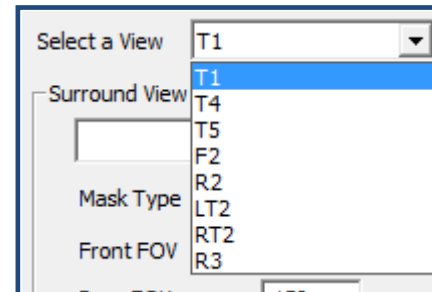 Select a View T1
T1
Surround View
T4
T5
F2
R2
Mask Type
LT2
RT2
Front FOV
R3